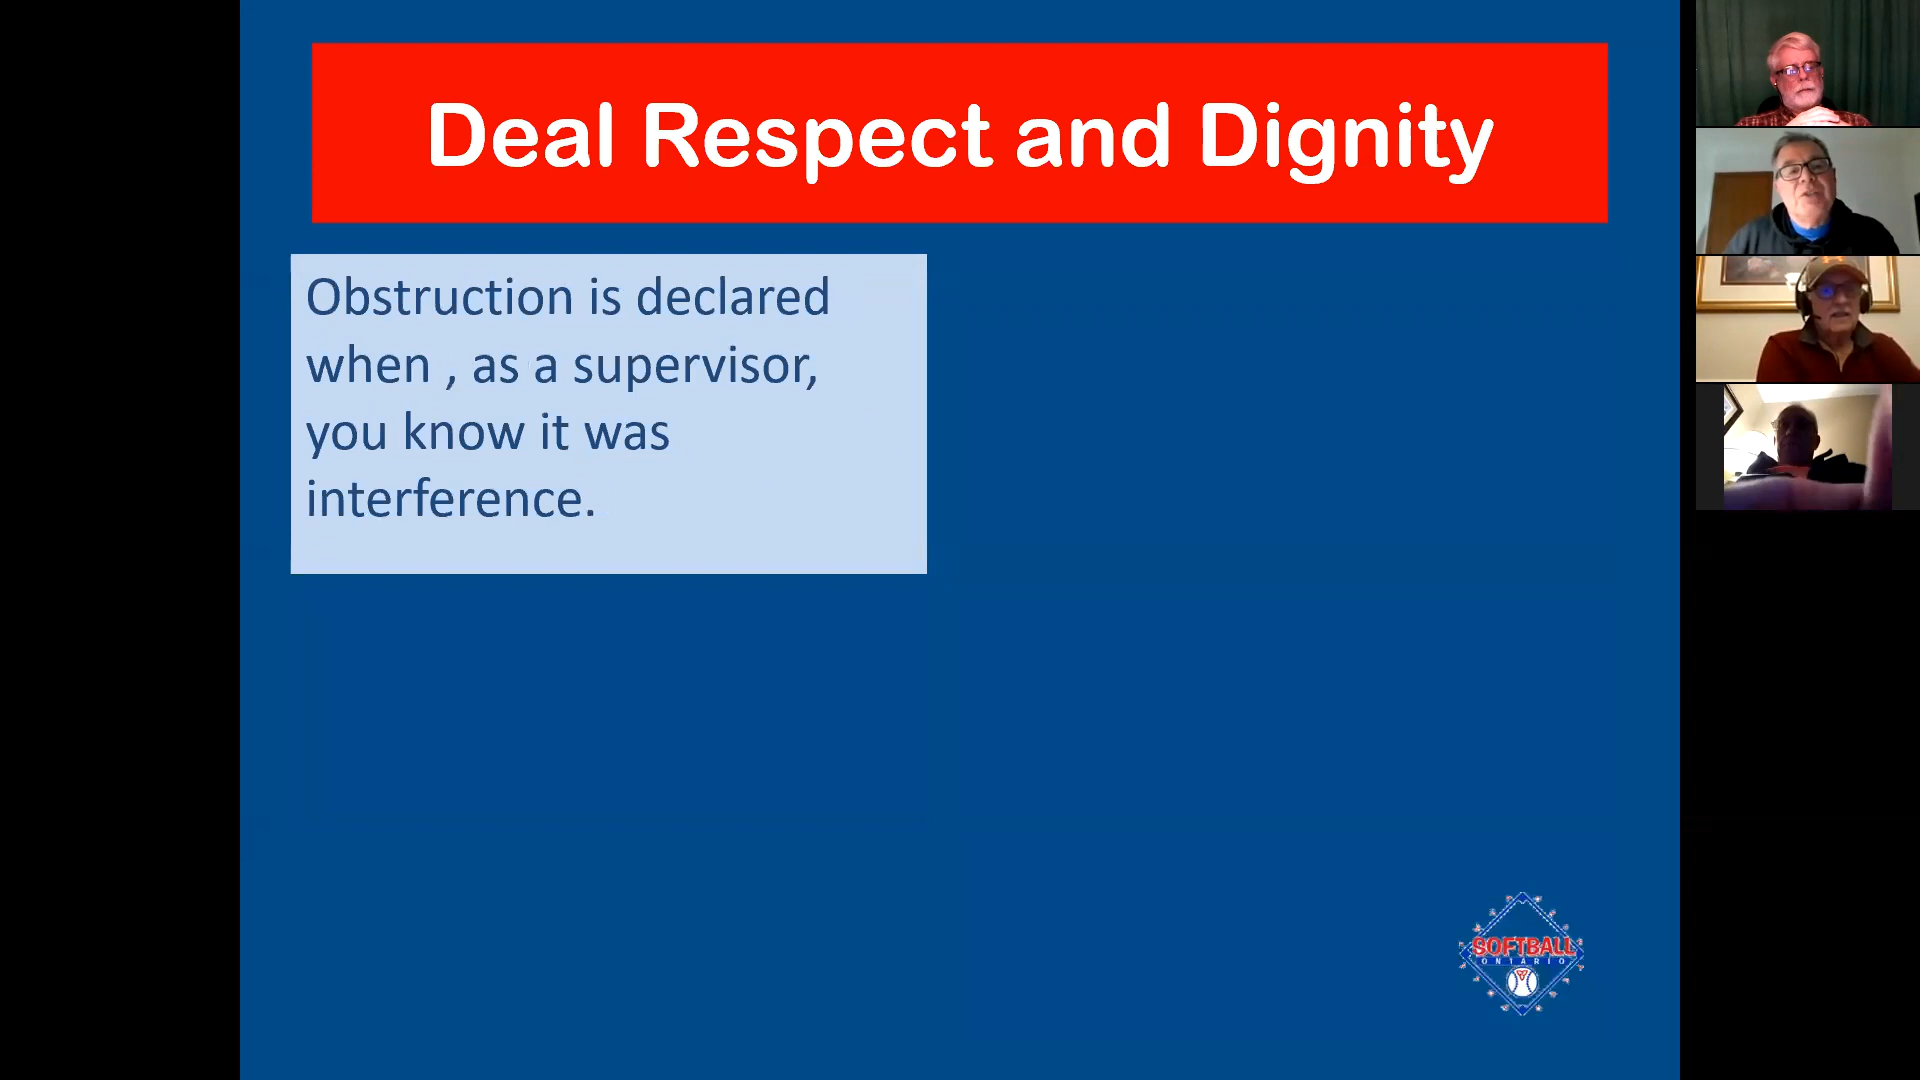 Deal Respect and Dignity
Obstruction is declared
when , as a supervisor,
you know it was
interference.
SOFTBALL
ONTARIO